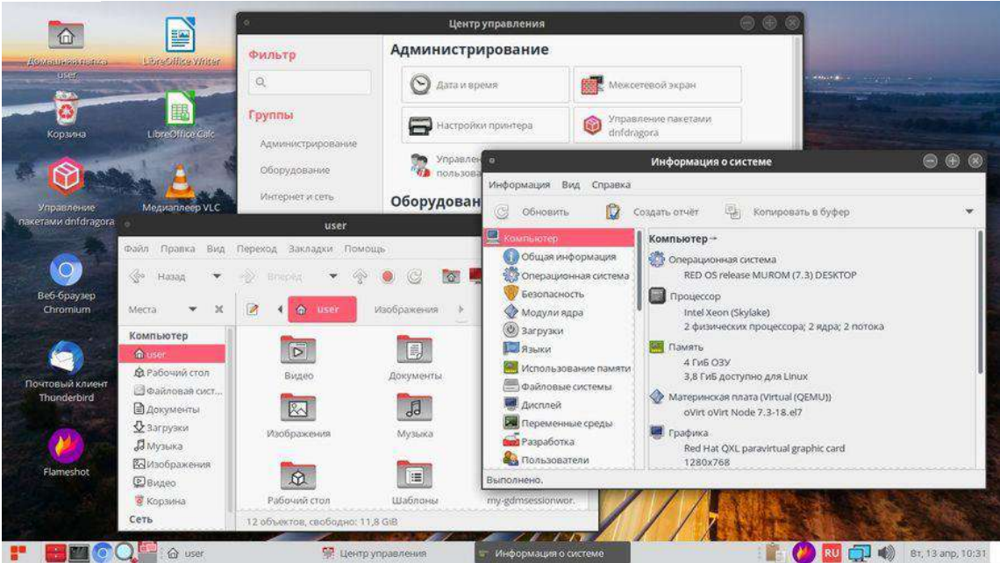 Домашняя папка
user
LibreOffice Writer
Корзина
LibreOffice Calc
Управление
пакетами dnfdragora
Медиаплеер VLC
Веб-браузер
Chromium
Почтовый клиент
Thunderbird
Flameshot
Центр управления
Фильтр
Группы
Администрирование
Оборудование
Интернет и сеть
Администрирование
Дата и время
Межсетевой экран
Настройки принтера
Управление пакетами
dnfdragora
Управлен
пользова
Оборудован
user
Файл Правка Вид Переход Закладки Помощь
Назад Вперёд
Места user Изображения
Компьютер
user
Рабочий стол
Файловая сист...
Документы
Загрузки
Музыка
Изображения
Видео
Корзина
Сеть
Видео
Документы
Изображения
Музыка
Рабочий стол
Шаблоны
my-gdmsessionwor.
12 объектов, свободно: 11,8 GiB
Информация о системе
Информация Вид Справка
Обновить Создать отчёт Копировать в буфер
Компьютер
Общая информация
Операционная система
Безопасность
Модули ядра
Загрузки
Языки
Использование памяти
Файловые системы
Дисплей
Переменные среды
Разработка
Пользователи
Компьютер
Операционная система
RED OS release MUROM (7.3) DESKTOP
Процессор
Intel Xeon (Skylake)
2 физических процессора; 2 ядра; 2 потока
Память
4 ГиБ ОЗУ
3,8 ГиБ доступно для Linux
Материнская плата (Virtual (QEMU))
oVirt oVirt Node 7.3-18.el7
Графика
Red Hat QXL paravirtual graphic card
1280x768
Выполнено.
user
Центр управления
Информация о системе
RU
Вт, 13 апр, 10:31